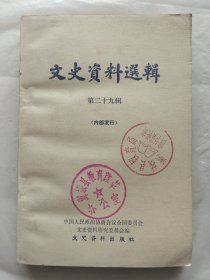 文史資料選輯
第二十九辑
(内部发行)
中国人民政治协商会议全国委员会
文史资料研究委员会编
文史资料出版社